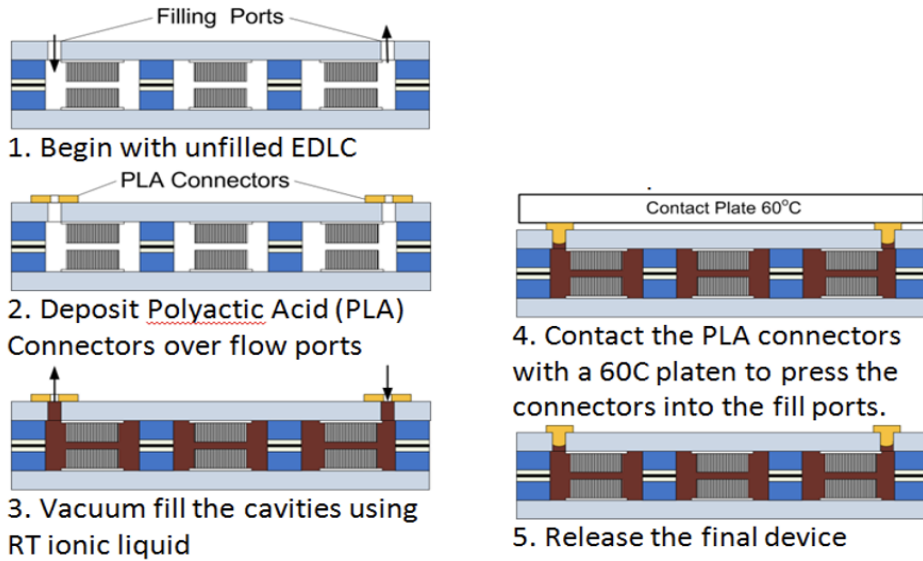 Filling Ports
1. Begin with unfilled EDLC
PLA Connectors
2. Deposit Polyactic Acid (PLA)
Connectors over flow ports
3. Vacuum fill the cavities using
RT ionic liquid
Contact Plate 60°C
4. Contact the PLA connectors
with a 60C platen to press the
connectors into the fill ports.
5. Release the final device